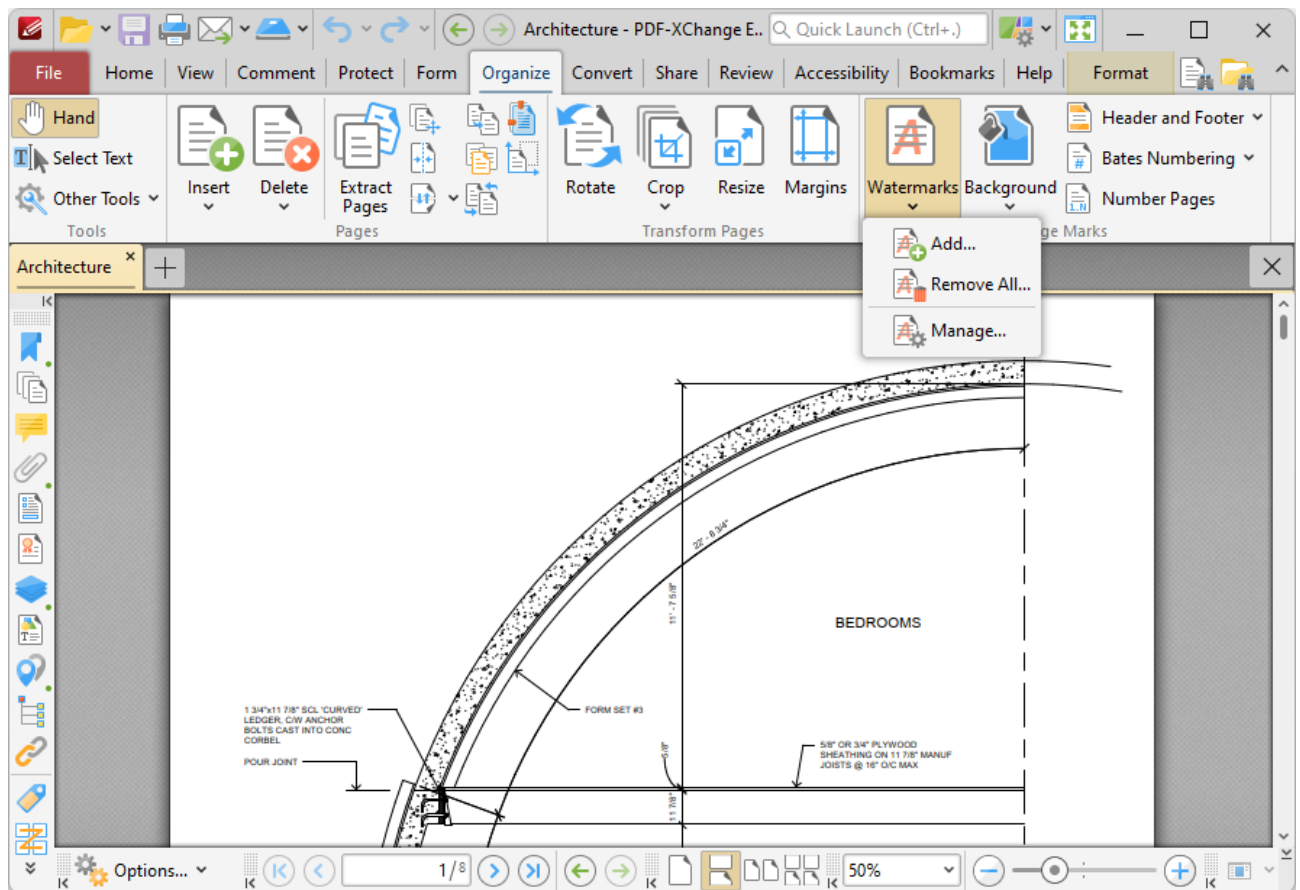 Architecture - PDF-XChange E..
Quick Launch (Ctrl+.)
File Home View Comment Protect Form Organize Convert Share Review Accessibility Bookmarks Help Format
Hand
Select Text
Other Tools
Tools
Insert
Delete
Extract
Pages
Pages
Rotate
Crop
Resize
Margins
Transform Pages
Watermarks
Background
Header and Footer
Bates Numbering
Number Pages
ge Marks
Add...
Remove All...
Manage...
Architecture
22' - 8 3/4"
11' - 7 5/8"
BEDROOMS
1 3/4"x11 7/8" SCL 'CURVED'
LEDGER, C/W ANCHOR
BOLTS CAST INTO CONC
CORBEL
POUR JOINT
FORM SET #3
5/8"
5/8" OR 3/4" PLYWOOD
SHEATHING ON 11 7/8" MANUF
JOISTS @ 16" O/C MAX
11 7/8"
Options...
1/8
50%